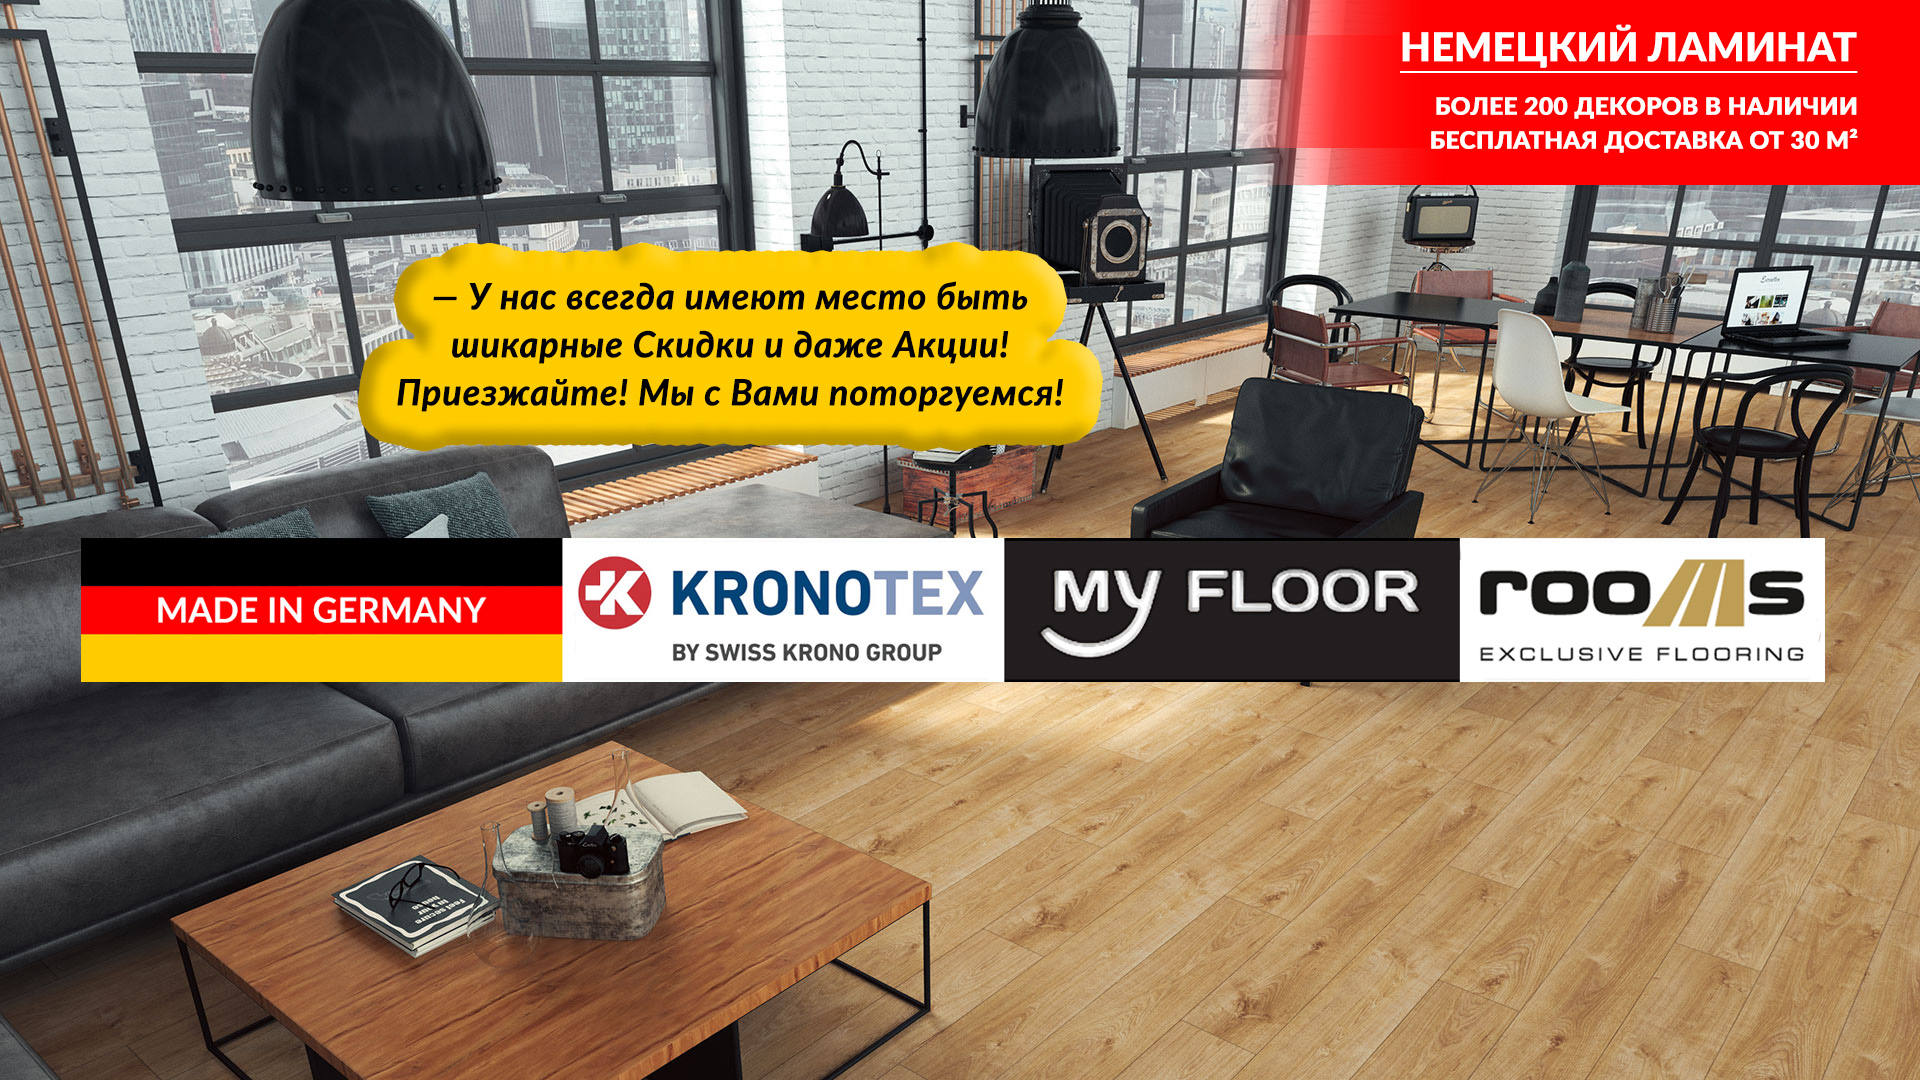 НЕМЕЦКИЙ ЛАМИНАТ
БОЛЕЕ 200 ДЕКОРОВ В НАЛИЧИИ
БЕСПЛАТНАЯ ДОСТАВКА ОТ 30 М²
— У нас всегда имеют место быть
шикарные Скидки и даже Акции!
Приезжайте! Мы с Вами поторгуемся!
MADE IN GERMANY
KRONOTEX
BY SWISS KRONO GROUP
MY FLOOR
rooms
EXCLUSIVE FLOORING